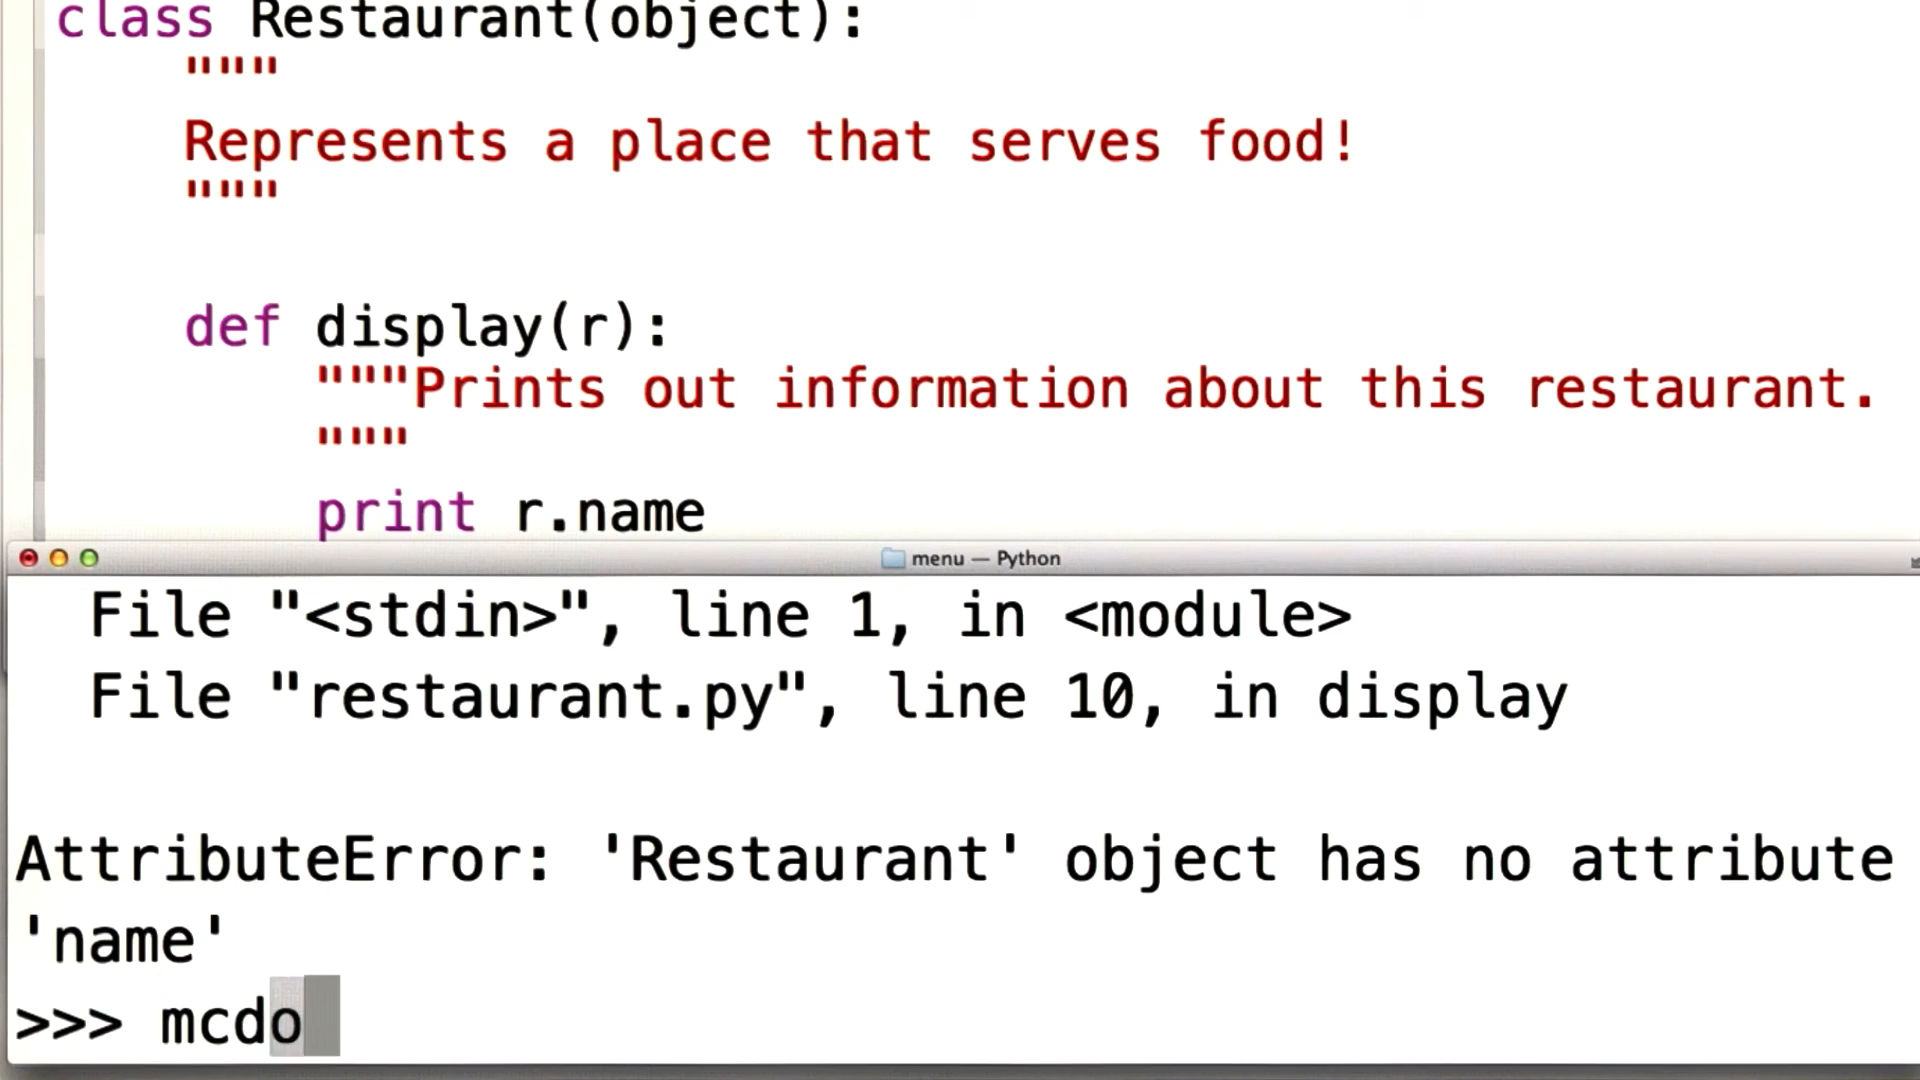 class Restaurant(object):
"""
Represents a place that serves food!
"""
def display(r):
"""Prints out information about this restaurant.
"""
print r.name
menu — Python
File "<stdin>", line 1, in <module>
File "restaurant.py", line 10, in display
AttributeError: 'Restaurant' object has no attribute
'name'
>>> mcdo